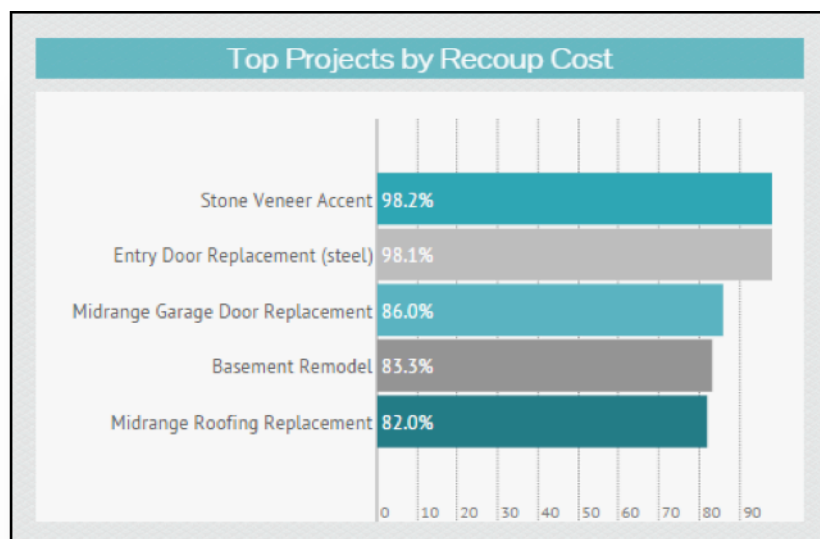 Top Projects by Recoup Cost
Stone Veneer Accent 98.2%
Entry Door Replacement (steel) 98.1%
Midrange Garage Door Replacement 86.0%
Basement Remodel 83.3%
Midrange Roofing Replacement 82.0%
0 10 20 30 40 50 60 70 80 90